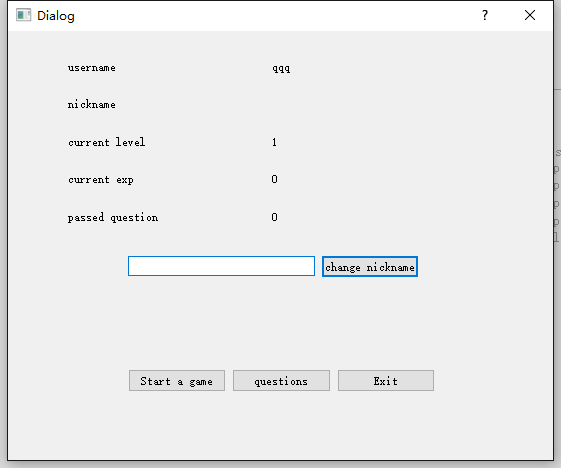 Dialog ?
username qqq
nickname
current level 1
current exp 0
passed question 0
change nickname
Start a game questions Exit
s
p
p
p
p
l